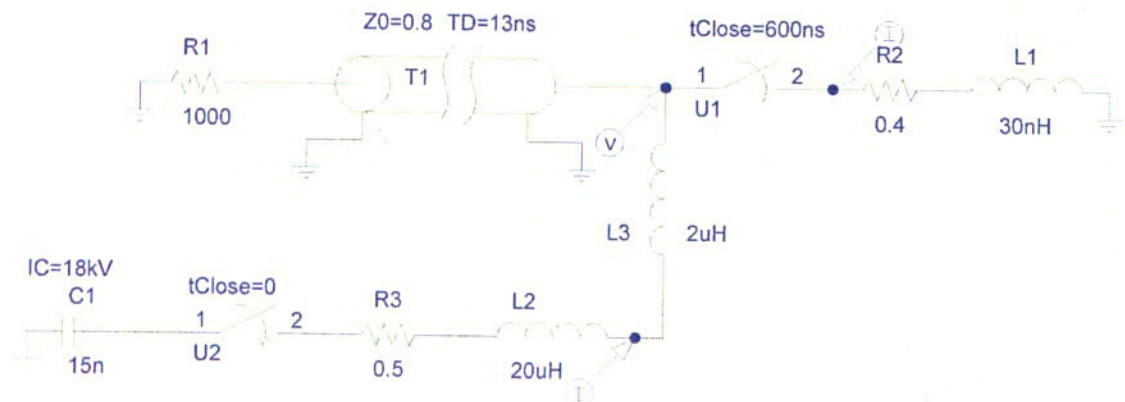 Z0=0.8 TD=13ns
tClose=600ns
I
R1
T1
R2
L1
1
2
1000
U1
0.4
30nH
V
L3
2uH
IC=18kV
C1
tClose=0
R3
L2
1
2
15n
U2
0.5
20uH
I